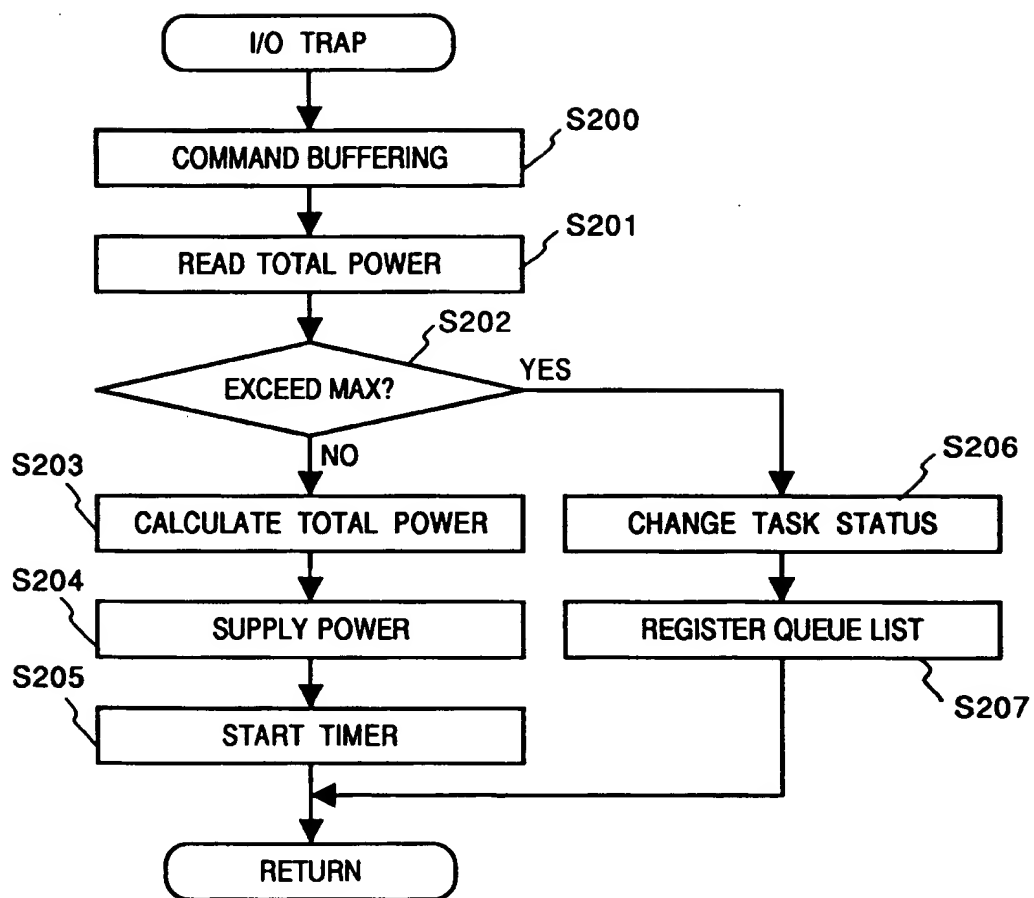 I/O TRAP
S200
COMMAND BUFFERING
S201
READ TOTAL POWER
S202
EXCEED MAX?
YES
NO
S203
CALCULATE TOTAL POWER
S206
CHANGE TASK STATUS
S204
SUPPLY POWER
REGISTER QUEUE LIST
S207
S205
START TIMER
RETURN